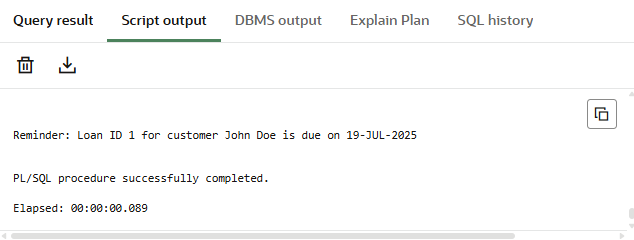 Query result Script output DBMS output Explain Plan SQL history
Reminder: Loan ID 1 for customer John Doe is due on 19-JUL-2025
PL/SQL procedure successfully completed.
Elapsed: 00:00:00.089